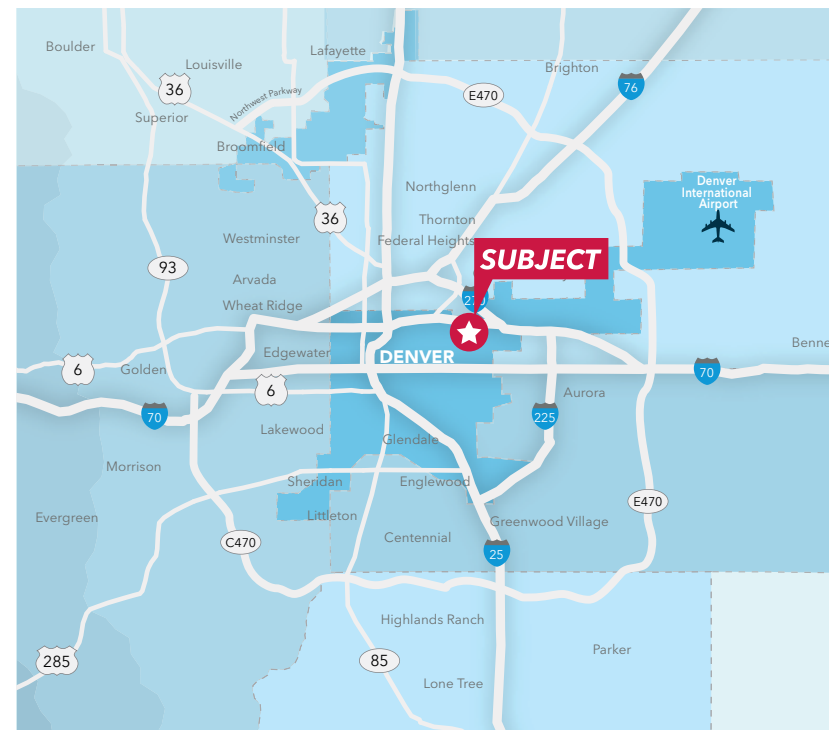 Boulder
Lafayette
Louisville
Brighton
36
E470
76
Northwest Parkway
Superior
Broomfield
Northglenn
Denver
International
Airport
Thornton
36
Westminster
Federal Heights
SUBJECT
93
Arvada
Wheat Ridge
Edgewater
DENVER
6
Golden
70
6
Aurora
70
225
Lakewood
Glendale
Morrison
Sheridan
Englewood
E470
Evergreen
Littleton
Greenwood Village
Centennial
C470
25
Highlands Ranch
Parker
285
85
Lone Tree